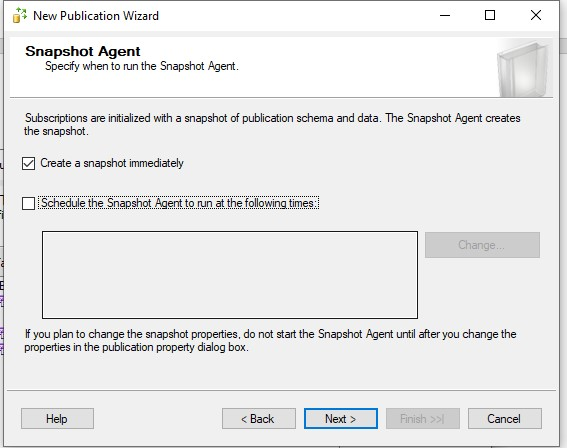 New Publication Wizard
Snapshot Agent
Specify when to run the Snapshot Agent.
Subscriptions are initialized with a snapshot of publication schema and data. The Snapshot Agent creates
the snapshot.
Create a snapshot immediately
Schedule the Snapshot Agent to run at the following times:
Change...
If you plan to change the snapshot properties, do not start the Snapshot Agent until after you change the
properties in the publication property dialog box.
Help
< Back
Next >
Finish >>|
Cancel